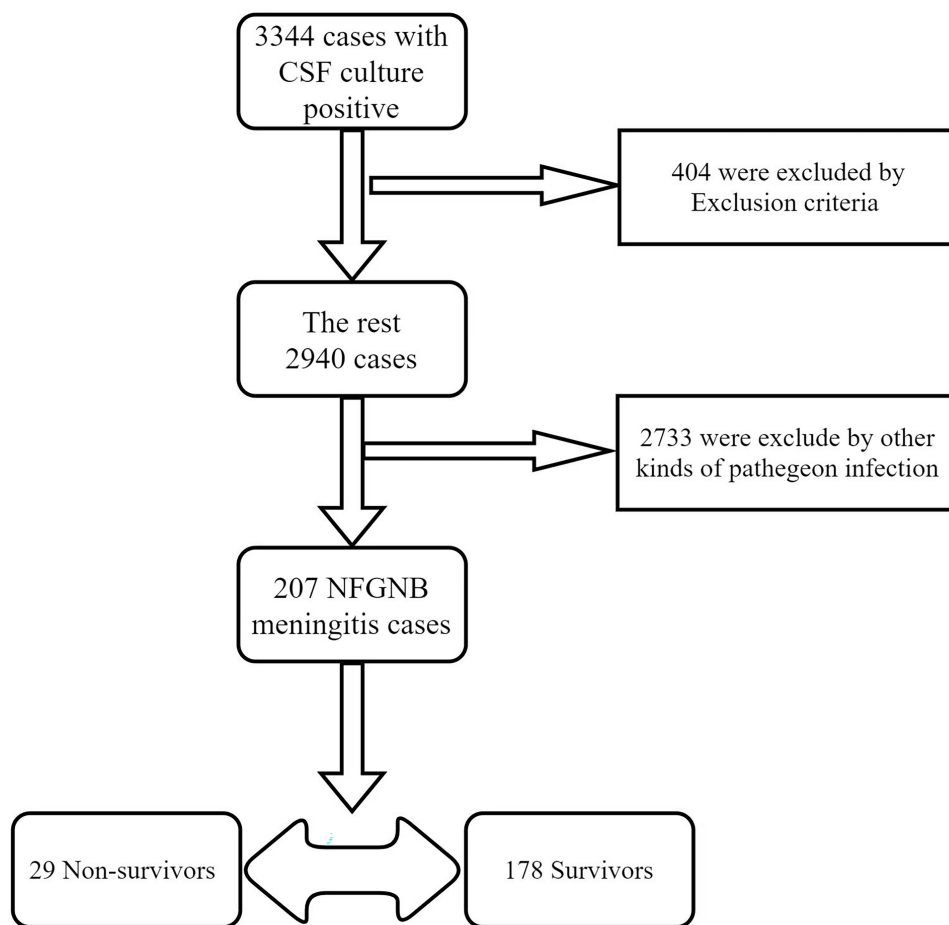 3344 cases with
CSF culture
positive
404 were excluded by
Exclusion criteria
The rest
2940 cases
2733 were exclude by other
kinds of pathegeon infection
207 NFGNB
meningitis cases
29 Non-survivors
178 Survivors